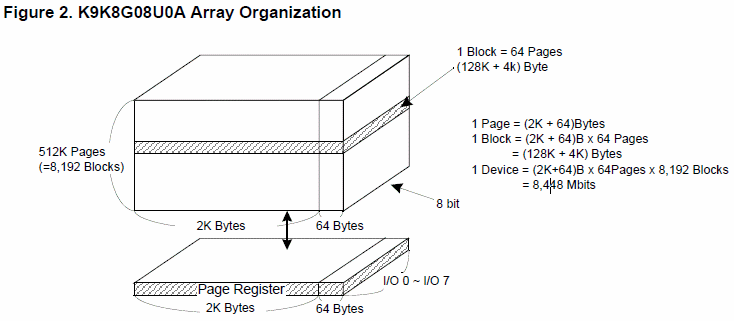 Figure 2. K9K8G08U0A Array Organization
1 Block = 64 Pages
(128K + 4k) Byte
512K Pages
(=8,192 Blocks)
1 Page = (2K + 64)Bytes
1 Block = (2K + 64)B x 64 Pages
= (128K + 4K) Bytes
1 Device = (2K+64)B x 64Pages x 8,192 Blocks
= 8,448 Mbits
8 bit
2K Bytes
64 Bytes
Page Register
I/O 0 ~ I/O 7
2K Bytes
64 Bytes